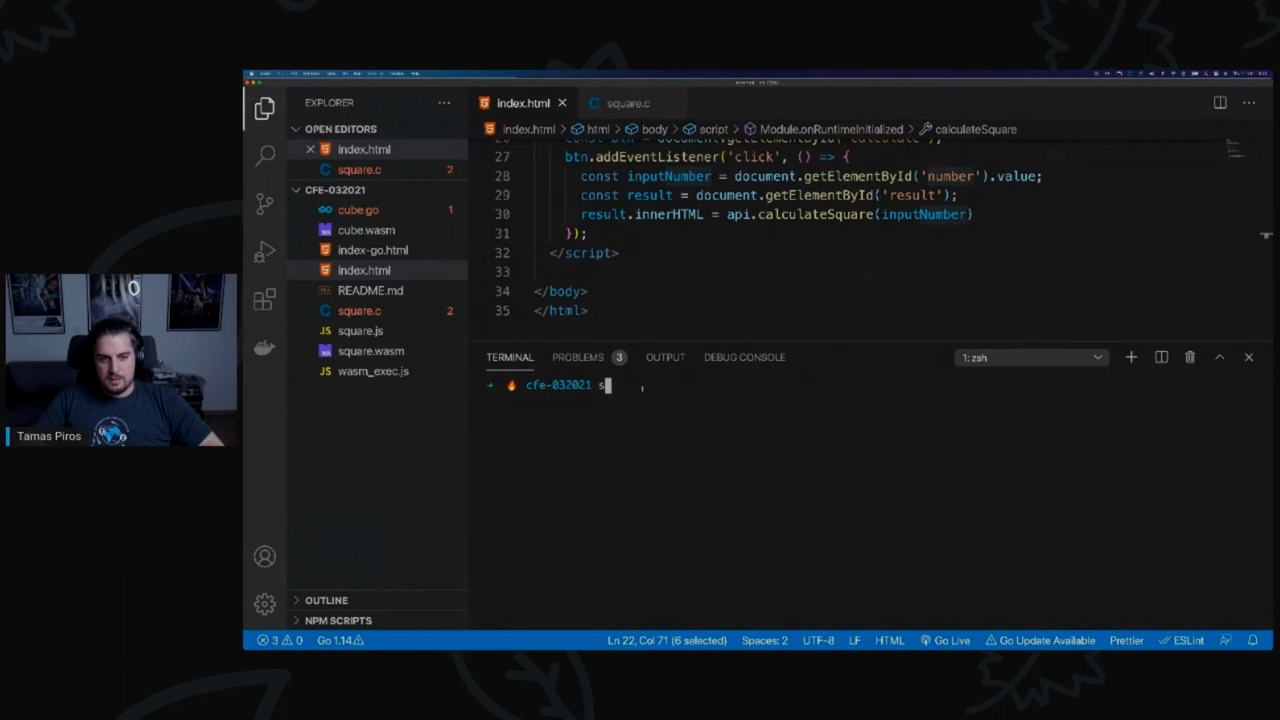 EXPLORER
OPEN EDITORS
index.html
square.c 2
CFE-032021
cube.go 1
cube.wasm
index-go.html
index.html
README.md
square.c 2
square.js
square.wasm
wasm_exec.js
OUTLINE
NPM SCRIPTS
index.html
square.c
index.html > html > body > script > Module.onRuntimeInitialized > calculateSquare
27 btn.addEventListener('click', () => {
28 const inputNumber = document.getElementById('number').value;
29 const result = document.getElementById('result');
30 result.innerHTML = api.calculateSquare(inputNumber)
31 });
32 </script>
33
34 </body>
35 </html>
TERMINAL PROBLEMS 3 OUTPUT DEBUG CONSOLE 1: zsh
cfe-032021 s
Tamas Piros
3 0 Go 1.14 Ln 22, Col 71 (6 selected) Spaces: 2 UTF-8 LF HTML Go Live Go Update Available Prettier ESLint